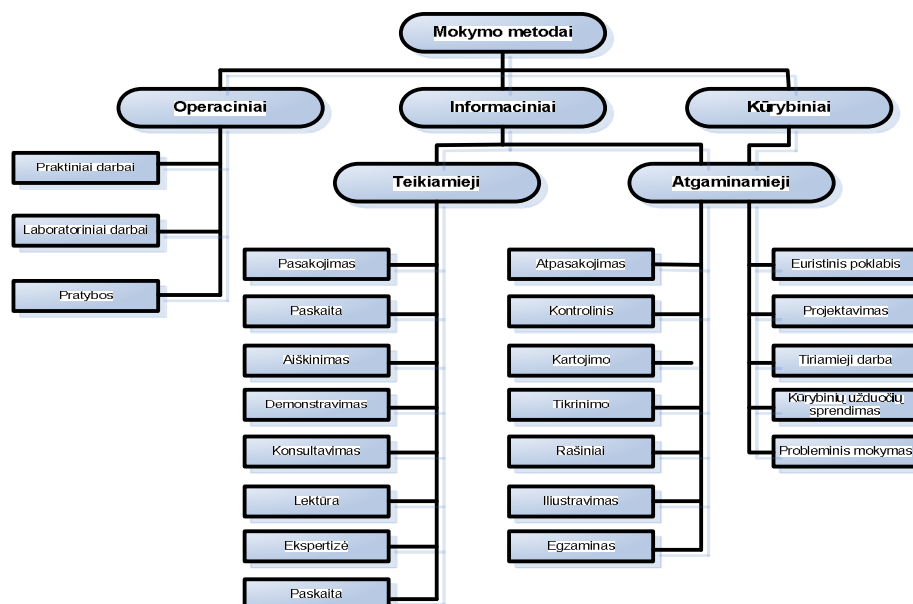 Mokymo metodai
Operaciniai
Informaciniai
Kūrybiniai
Praktiniai darbai
Laboratoriniai darbai
Pratybos
Teikiamieji
Atgaminamieji
Pasakojimas
Paskaita
Aiškinimas
Demonstravimas
Konsultavimas
Lektūra
Ekspertizė
Paskaita
Atpasakojimas
Kontrolinis
Kartojimo
Tikrinimo
Rašiniai
Iliustravimas
Egzaminas
Euristinis poklabis
Projektavimas
Tiriamieji darba
Kūrybinių užduočių
sprendimas
Probleminis mokymas